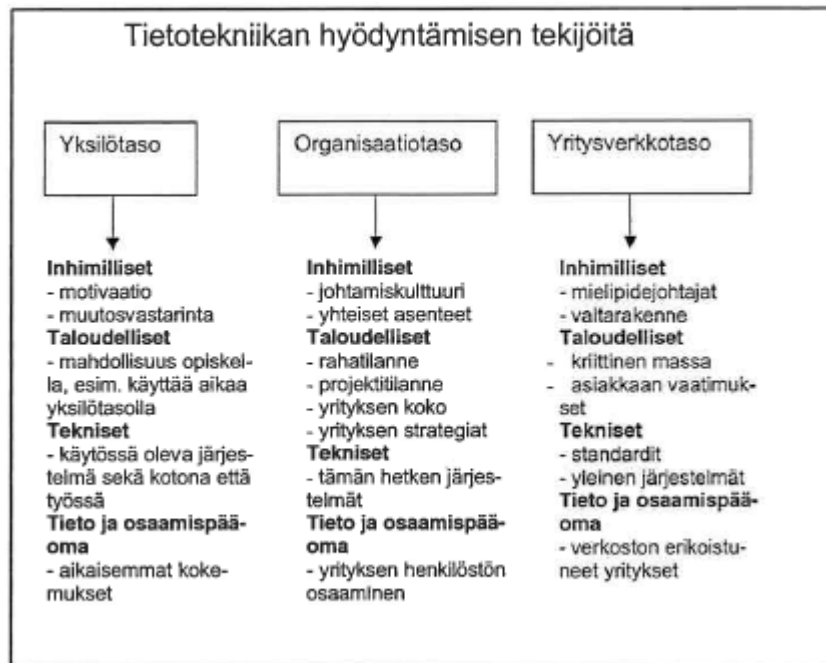 Tietotekniikan hyödyntämisen tekijöitä
Yksilötaso
Inhimilliset
- motivaatio
- muutosvastarinta
Taloudelliset
- mahdollisuus opiskel-
la, esim. käyttää aikaa
yksilötasolla
Tekniset
- käytössä oleva järjes-
telmä sekä kotona että
työssä
Tieto ja osaamispää-
oma
- aikaisemmat koke-
mukset
Organisaatiotaso
Inhimilliset
- johtamiskulttuuri
- yhteiset asenteet
Taloudelliset
- rahatilanne
- projektitilanne
- yrityksen koko
- yrityksen strategiat
Tekniset
- tämän hetken järjes-
telmät
Tieto ja osaamispää-
oma
- yrityksen henkilöstön
osaaminen
Yritysverkkotaso
Inhimilliset
- mielipidejohtajat
- valtarakenne
Taloudelliset
- kriittinen massa
- asiakkaan vaatimuk-
set
Tekniset
- standardit
- yleinen järjestelmät
Tieto ja osaamispää-
oma
- verkoston erikoistu-
neet yritykset